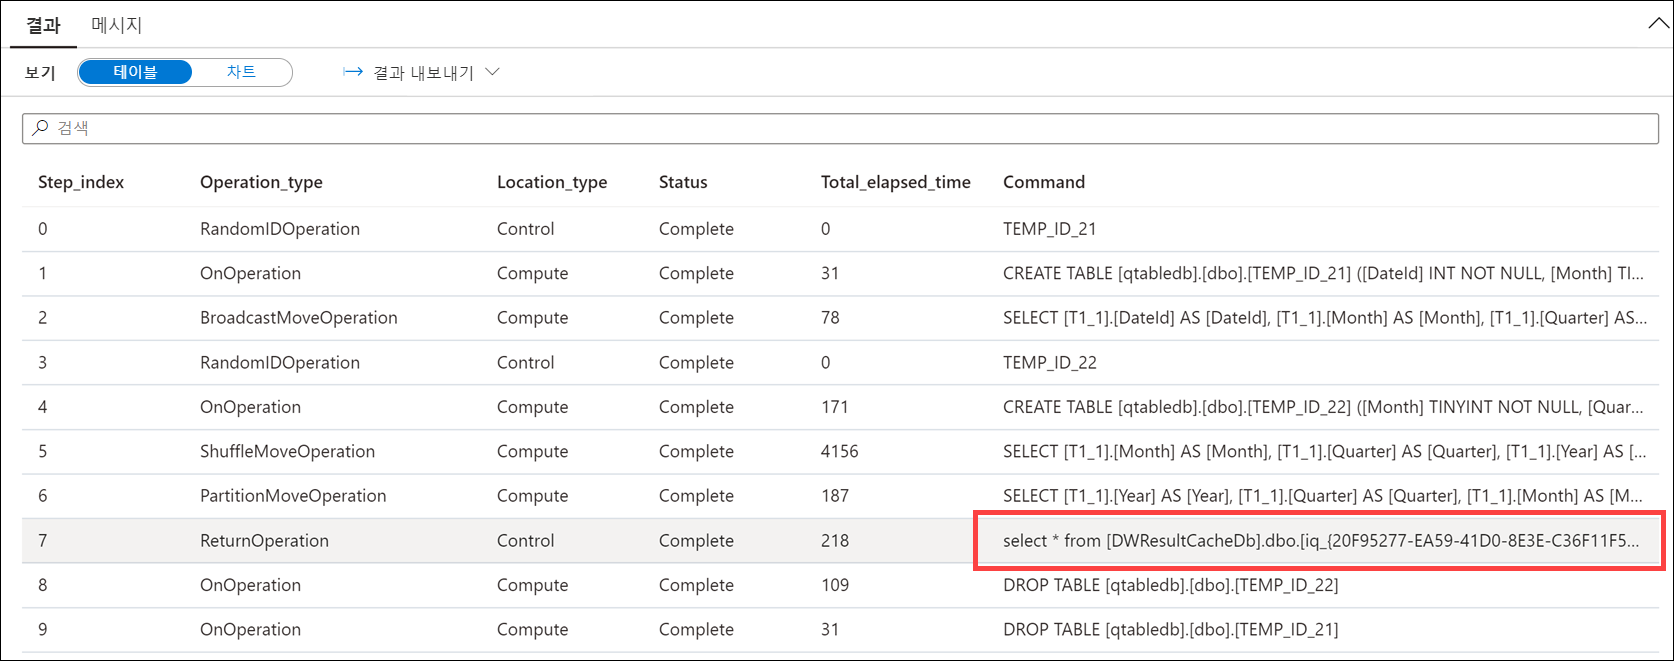 결과 메시지
보기 테이블 차트 결과 내보내기
검색
Step_index Operation_type Location_type Status Total_elapsed_time Command
0 RandomIDOperation Control Complete 0 TEMP_ID_21
1 OnOperation Compute Complete 31 CREATE TABLE [qtabledb].[dbo].[TEMP_ID_21] ([DateId] INT NOT NULL, [Month] TI...
2 BroadcastMoveOperation Compute Complete 78 SELECT [T1_1].[DateId] AS [DateId], [T1_1].[Month] AS [Month], [T1_1].[Quarter] AS...
3 RandomIDOperation Control Complete 0 TEMP_ID_22
4 OnOperation Compute Complete 171 CREATE TABLE [qtabledb].[dbo].[TEMP_ID_22] ([Month] TINYINT NOT NULL, [Quar...
5 ShuffleMoveOperation Compute Complete 4156 SELECT [T1_1].[Month] AS [Month], [T1_1].[Quarter] AS [Quarter], [T1_1].[Year] AS [...
6 PartitionMoveOperation Compute Complete 187 SELECT [T1_1].[Year] AS [Year], [T1_1].[Quarter] AS [Quarter], [T1_1].[Month] AS [M...
7 ReturnOperation Control Complete 218 select * from [DWResultCacheDb].dbo.[iq_{20F95277-EA59-41D0-8E3E-C36F11F5...
8 OnOperation Compute Complete 109 DROP TABLE [qtabledb].[dbo].[TEMP_ID_22]
9 OnOperation Compute Complete 31 DROP TABLE [qtabledb].[dbo].[TEMP_ID_21]